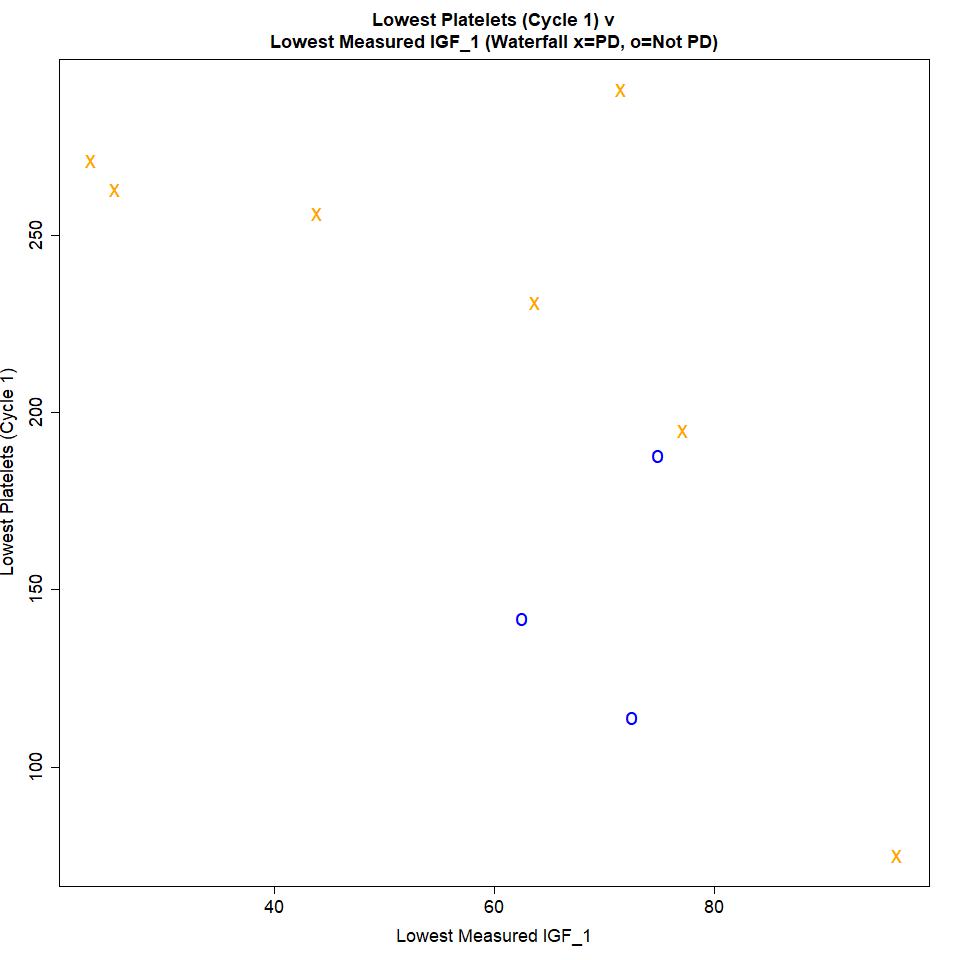 Lowest Platelets (Cycle 1) v
Lowest Measured IGF_1 (Waterfall x=PD, o=Not PD)
Lowest Platelets (Cycle 1)
250
200
150
100
X
X
X
X
X
X
O
O
O
X
40
60
80
Lowest Measured IGF_1